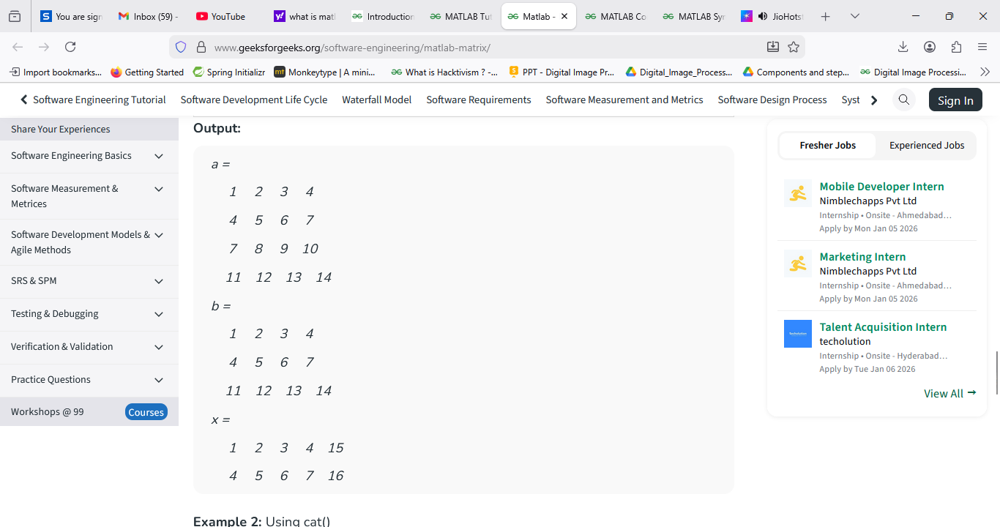 You are sign
Inbox (59) -
YouTube
what is matl
Introduction
MATLAB Tut
Matlab -
MATLAB Co
MATLAB Syn
JioHots
www.geeksforgeeks.org/software-engineering/matlab-matrix/
Import bookmarks...
Getting Started
Spring Initializr
mt
Monkeytype | A mini...
What is Hacktivism ? -...
PPT - Digital Image Pr...
Digital_Image_Process...
Components and step...
Digital Image Processi...
Software Engineering Tutorial
Software Development Life Cycle
Waterfall Model
Software Requirements
Software Measurement and Metrics
Software Design Process
Syst
Sign In
Share Your Experiences
Software Engineering Basics
Software Measurement &
Metrices
Software Development Models &
Agile Methods
SRS & SPM
Testing & Debugging
Verification & Validation
Practice Questions
Workshops @ 99
Courses
Output:
a =
1 2 3 4
4 5 6 7
7 8 9 10
11 12 13 14
b =
1 2 3 4
4 5 6 7
11 12 13 14
x =
1 2 3 4 15
4 5 6 7 16
Example 2: Using cat()
Fresher Jobs
Experienced Jobs
Mobile Developer Intern
Nimblechapps Pvt Ltd
Internship • Onsite - Ahmedabad...
Apply by Mon Jan 05 2026
Marketing Intern
Nimblechapps Pvt Ltd
Internship • Onsite - Ahmedabad...
Apply by Mon Jan 05 2026
Talent Acquisition Intern
techolution
Internship • Onsite - Hyderabad...
Apply by Tue Jan 06 2026
View All